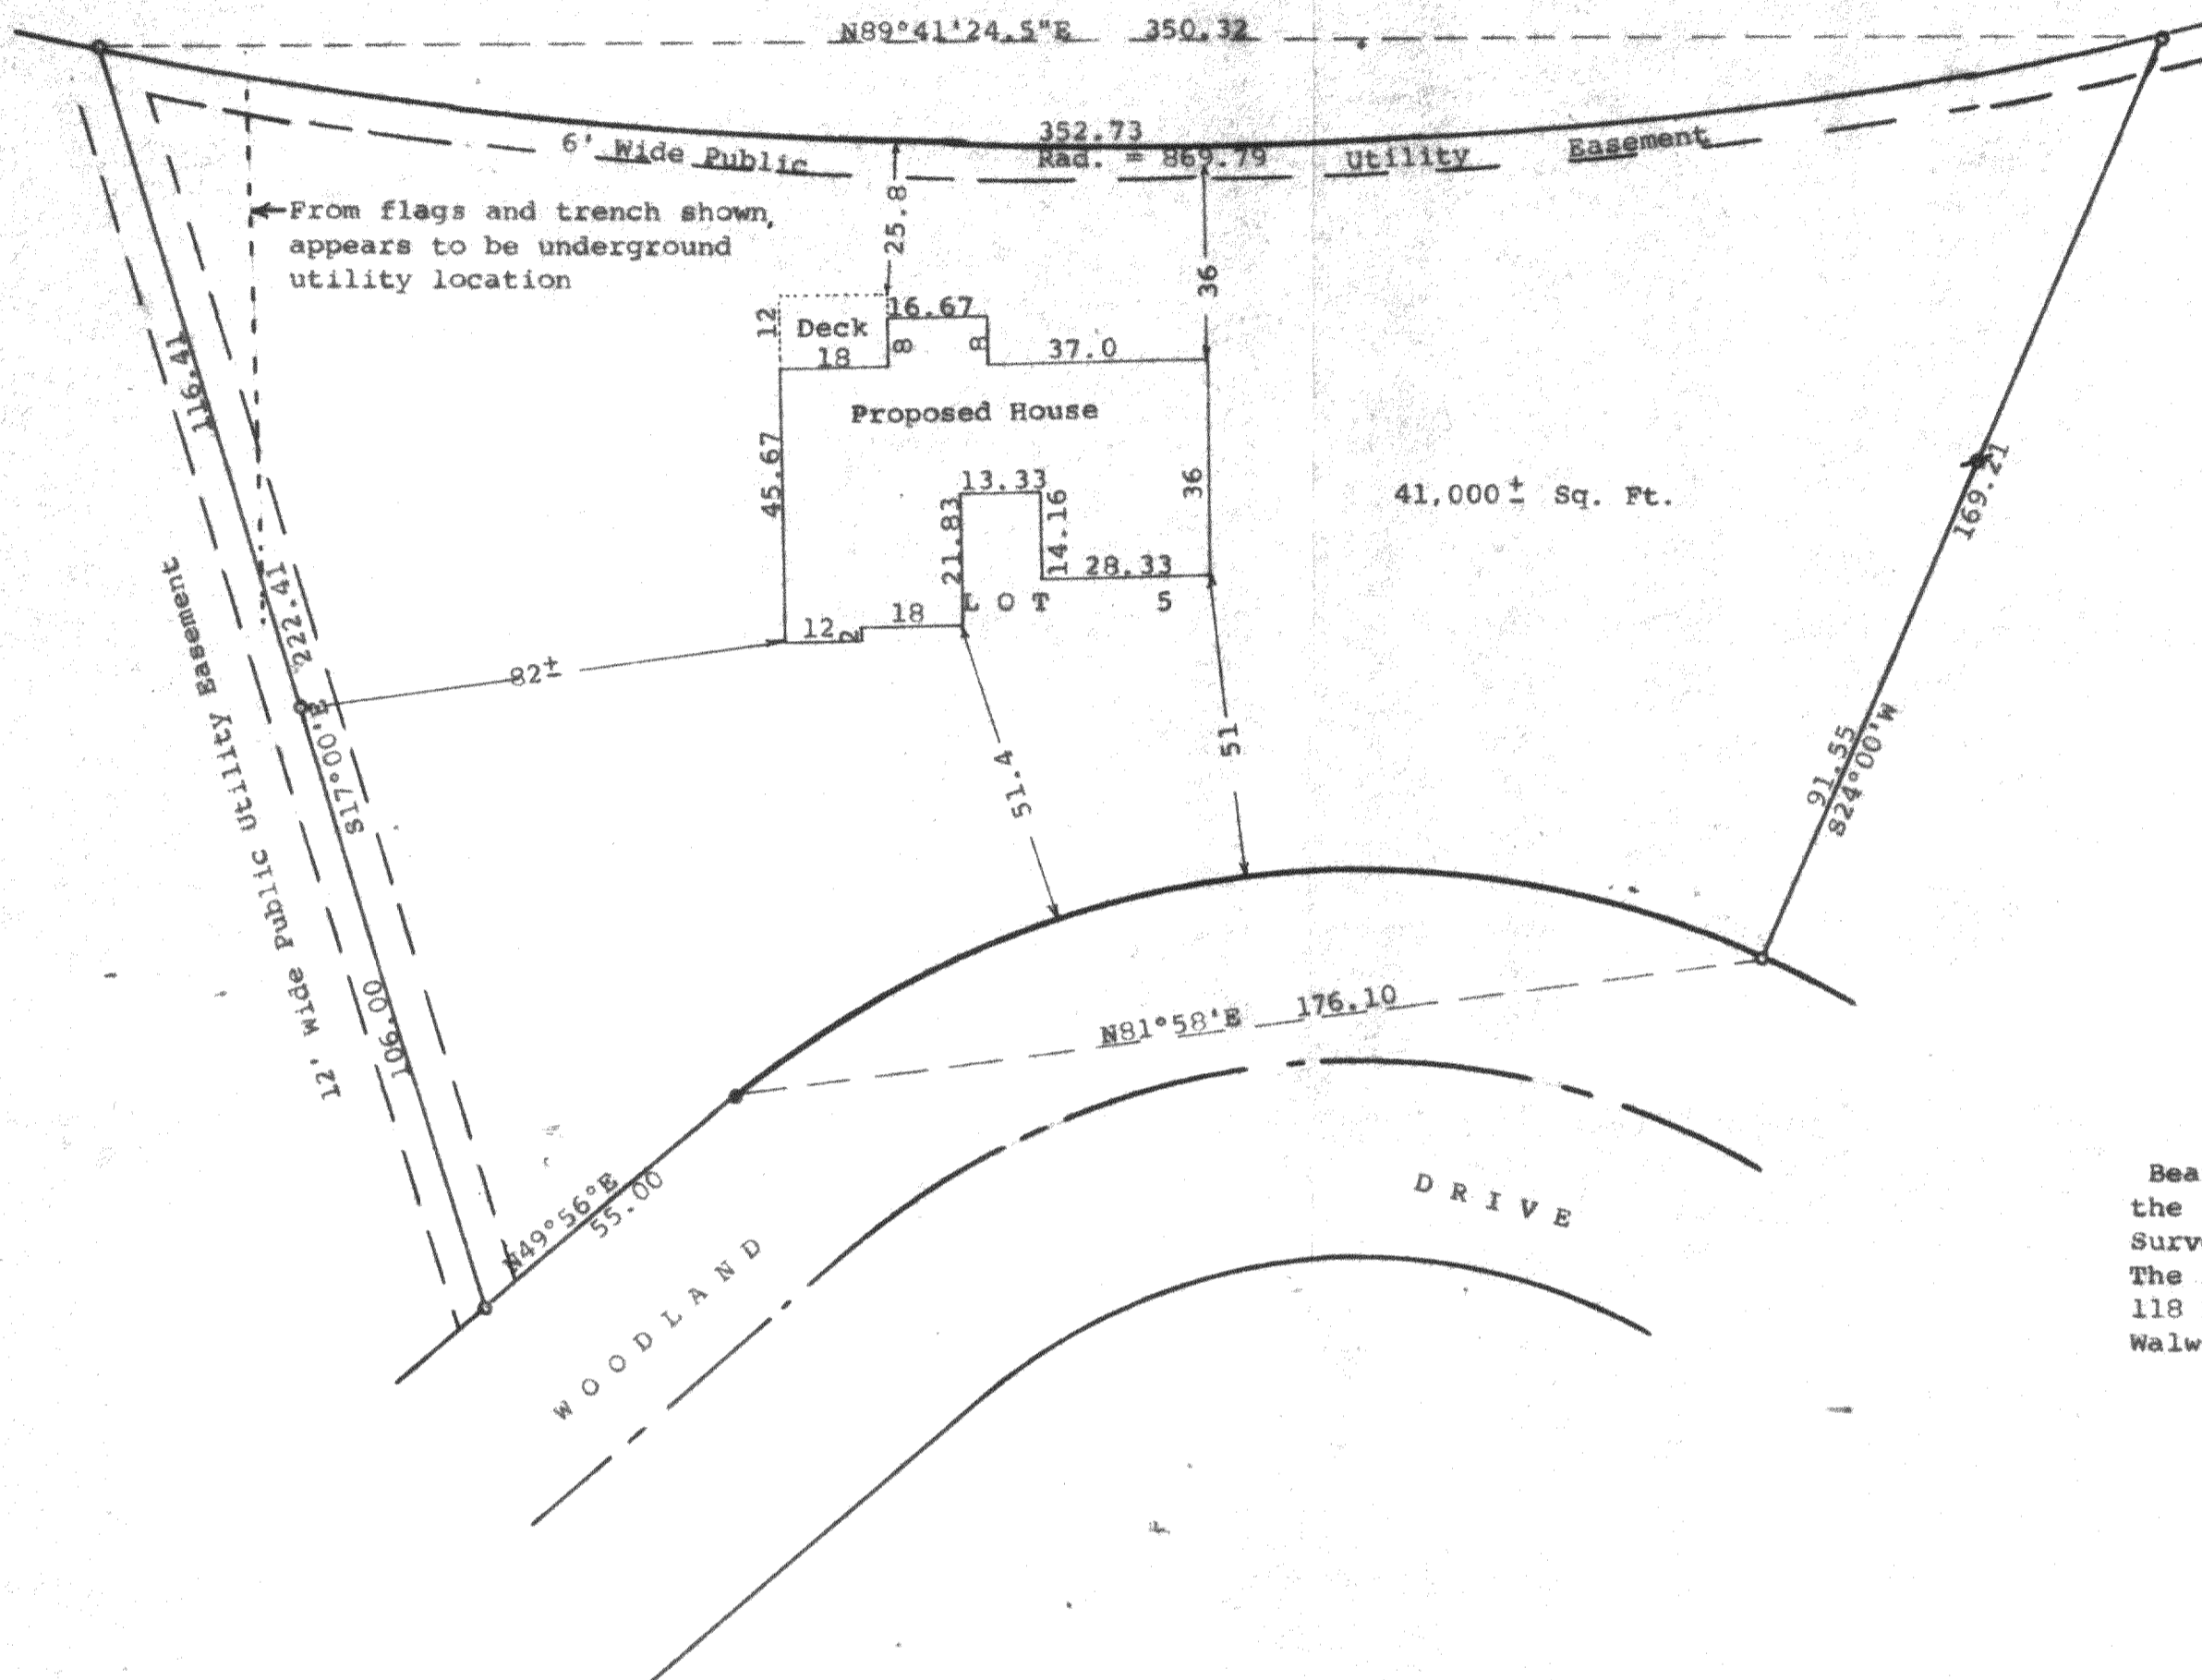 N89°41'24.5"E 350.32
352.73
6' Wide Public Rad. = 869.79 Utility Easement
From flags and trench shown,
appears to be underground
utility location
25.8
36
16.67
12
Deck
18
8
8
37.0
Proposed House
45.67
36
13.33
21.83
14.16
28.33
41,000 ± Sq. Ft.
LOT 5
12
2
18
82±
51.4
51
116.41
222.41
S17°00'E
106.00
12' Wide Public Utility Easement
169.21
91.55
S24°00'W
N81°58'E 176.10
N49°56°E
55.00
WOODLAND
DRIVE
Bea
the
Surv
The
118
Walw